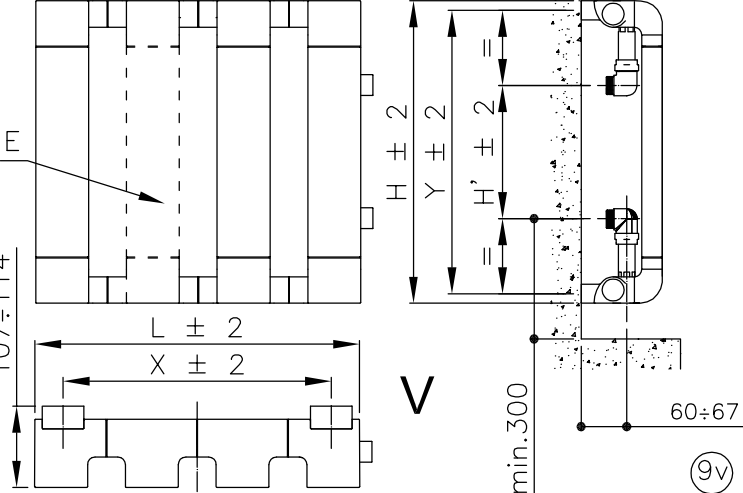 E
H ± 2
Y ± 2
H' ± 2
=
=
107÷114
L ± 2
X ± 2
V
min.300
60÷67
9v